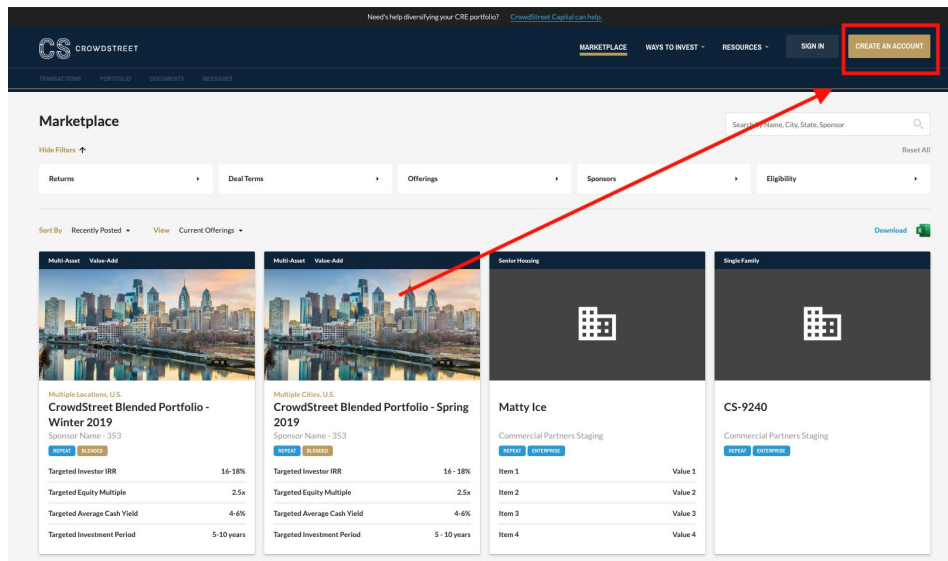 Need's help diversifying your CRE portfolio? CrowdStreet Capital can help.
CS CROWDSTREET
MARKETPLACE WAYS TO INVEST RESOURCES SIGN IN CREATE AN ACCOUNT
TRANSACTIONS PORTFOLIO DOCUMENTS MESSAGES
Marketplace
Search by Name, City, State, Sponsor
Hide Filters
Reset All
Returns Deal Terms Offerings Sponsors Eligibility
Sort By Recently Posted View Current Offerings Download
Multi-Asset Value-Add
Multiple Locations, U.S.
CrowdStreet Blended Portfolio -
Winter 2019
Sponsor Name - 353
REPEAT BLENDED
Targeted Investor IRR 16-18%
Targeted Equity Multiple 2.5x
Targeted Average Cash Yield 4-6%
Targeted Investment Period 5-10 years
Multi-Asset Value-Add
Multiple Cities, U.S.
CrowdStreet Blended Portfolio - Spring
2019
Sponsor Name - 353
REPEAT BLENDED
Targeted Investor IRR 16 - 18%
Targeted Equity Multiple 2.5x
Targeted Average Cash Yield 4-6%
Targeted Investment Period 5 - 10 years
Senior Housing
Matty Ice
Commercial Partners Staging
REPEAT ENTERPRISE
Item 1 Value 1
Item 2 Value 2
Item 3 Value 3
Item 4 Value 4
Single Family
CS-9240
Commercial Partners Staging
REPEAT ENTERPRISE